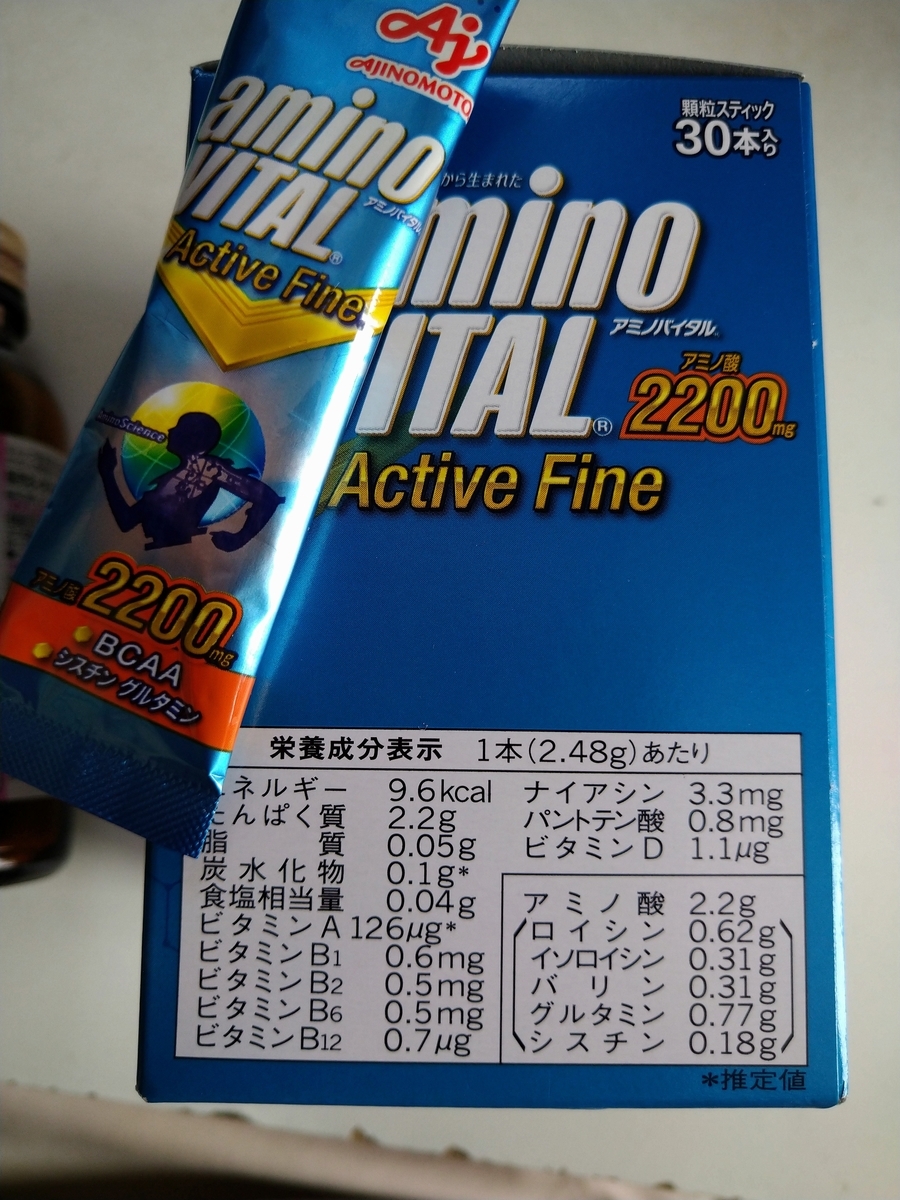 Aj
AJINOMOTO
amino
VITAL®
アミノバイタル
Active Fine
AminoScience
アミノ酸
2200mg
BCAA
シスチン グルタミン
顆粒スティック
30本入り
から生まれた
mino
ITAL®
アミノバイタル
アミノ酸
2200mg
Active Fine
栄養成分表示 1本(2.48g)あたり
ネルギー 9.6kcal
たんぱく質 2.2g
脂質 0.05g
炭水化物 0.1g*
食塩相当量 0.04g
ビタミンA 126μg*
ビタミンB1 0.6mg
ビタミンB2 0.5mg
ビタミンB6 0.5mg
ビタミンB12 0.7μg
ナイアシン 3.3mg
パントテン酸 0.8mg
ビタミンD 1.1μg
アミノ酸 2.2g
ロイシン 0.62g
イソロイシン 0.31g
バリン 0.31g
グルタミン 0.77g
シスチン 0.18g
*推定値